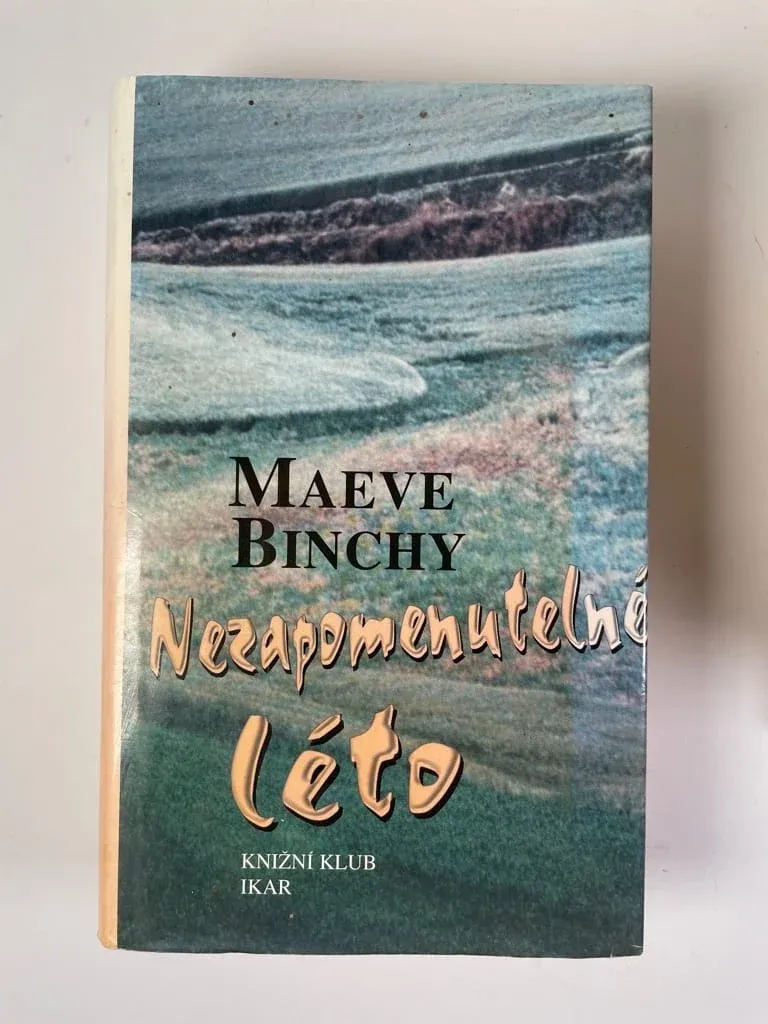 MAEVE
BINCHY
Nezapomenutelné
léto
KNIŽNÍ KLUB
IKAR